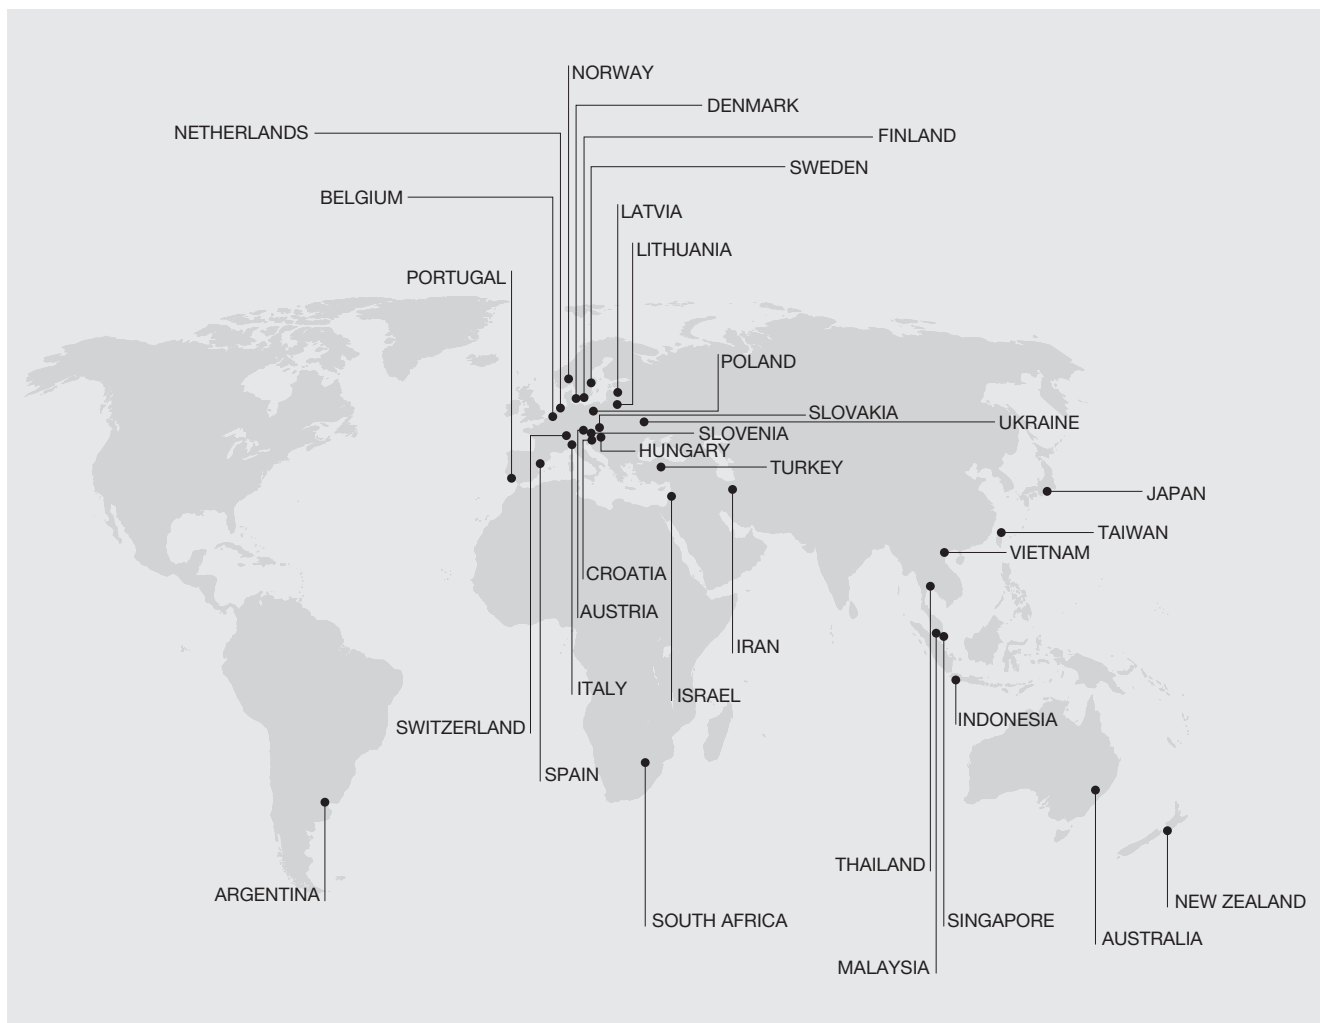 NORWAY
DENMARK
NETHERLANDS
FINLAND
SWEDEN
BELGIUM
LATVIA
LITHUANIA
PORTUGAL
POLAND
SLOVAKIA
UKRAINE
SLOVENIA
HUNGARY
TURKEY
JAPAN
TAIWAN
VIETNAM
CROATIA
AUSTRIA
IRAN
ITALY
ISRAEL
INDONESIA
SWITZERLAND
SPAIN
THAILAND
ARGENTINA
NEW ZEALAND
SOUTH AFRICA
SINGAPORE
AUSTRALIA
MALAYSIA